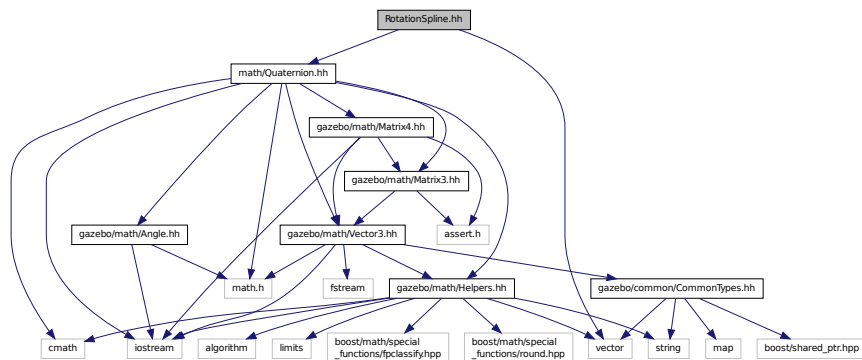 RotationSpline.hh
math/Quaternion.hh
gazebo/math/Matrix4.hh
gazebo/math/Matrix3.hh
gazebo/math/Angle.hh
gazebo/math/Vector3.hh
assert.h
math.h
fstream
gazebo/math/Helpers.hh
gazebo/common/CommonTypes.hh
cmath
iostream
algorithm
limits
boost/math/special
_functions/fpclassify.hpp
boost/math/special
_functions/round.hpp
vector
string
map
boost/shared_ptr.hpp